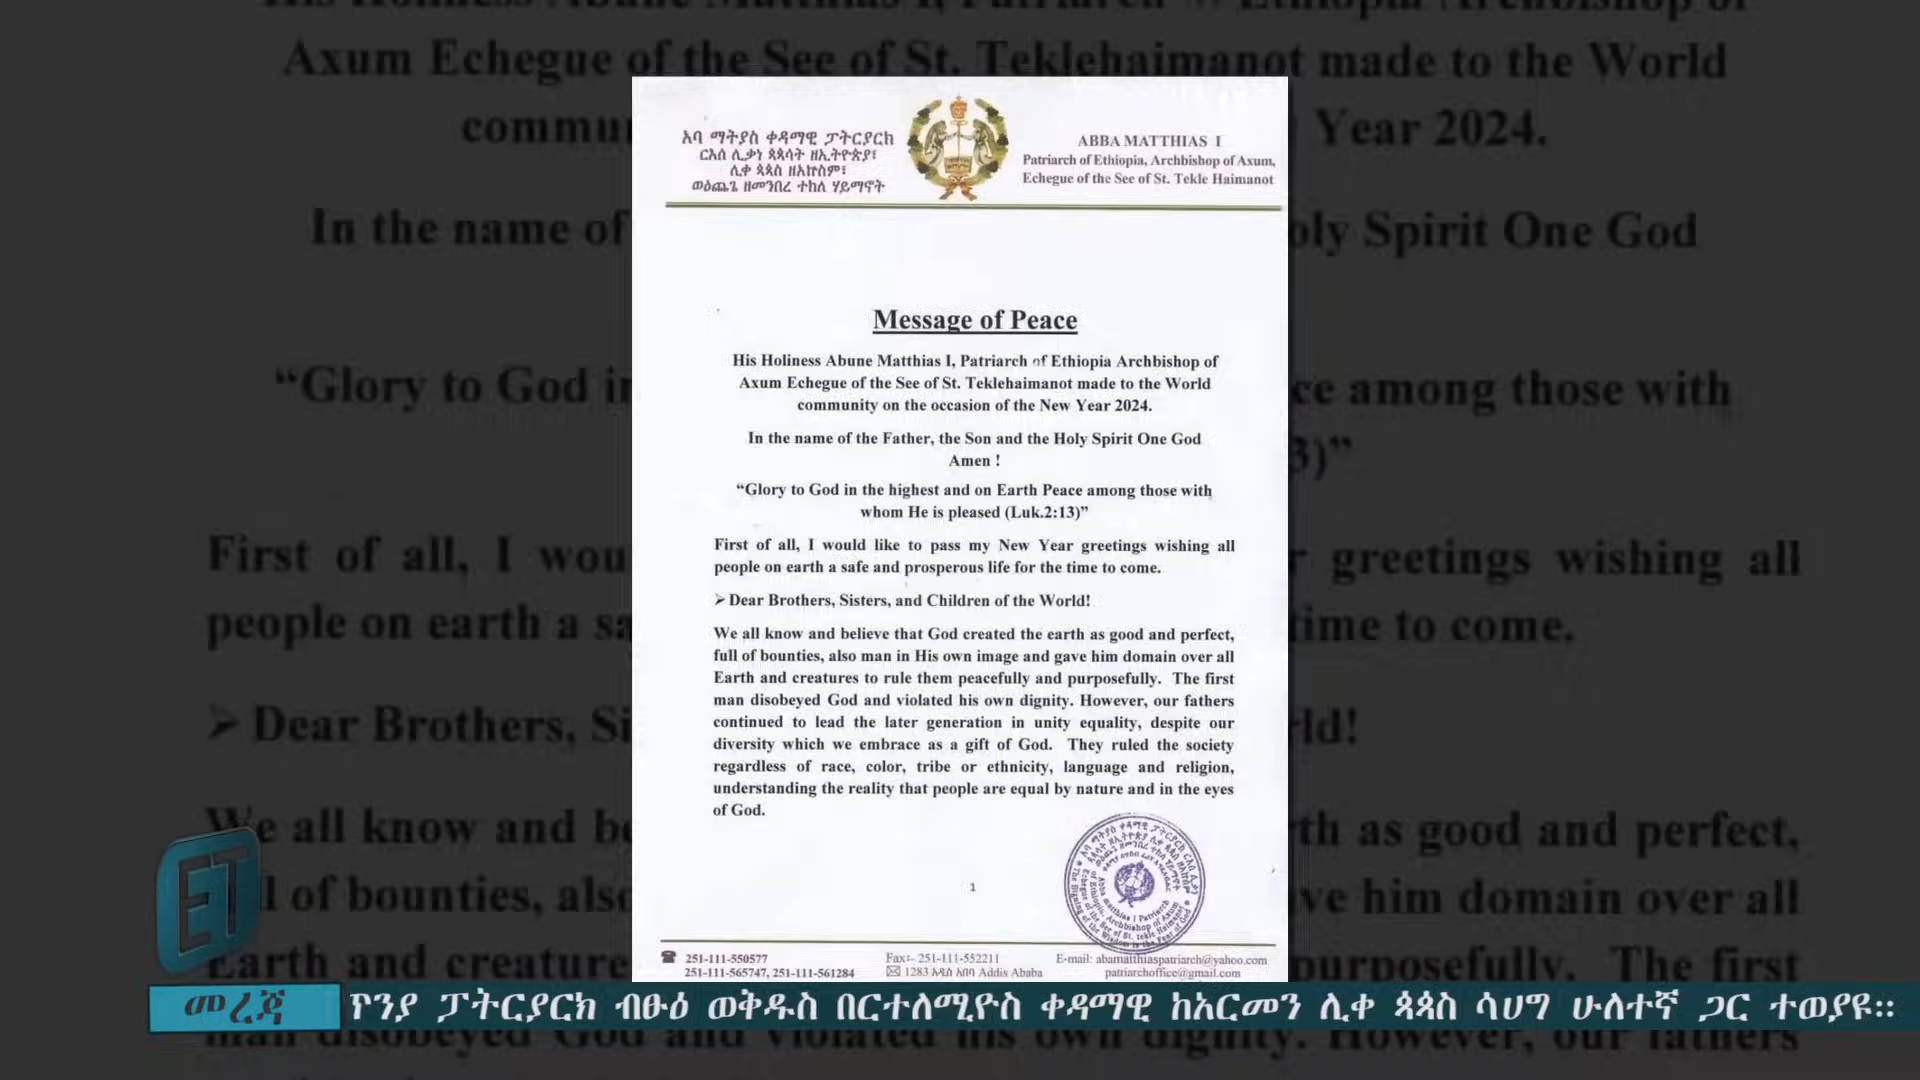 አባ ማትያስ ቀዳማዊ ፓትርያርክ
ርእሰ ሊቃነ ጳጳሳት ዘኢትዮጵያ፣
ሊቀ ጳጳስ ዘአክሱም፣
ወዕጨጌ ዘመንበረ ተክለ ሃይማኖት
ABBA MATTHIAS I
Patriarch of Ethiopia, Archbishop of Axum,
Echegue of the See of St. Tekle Haimanot
Message of Peace
His Holiness Abune Matthias I, Patriarch of Ethiopia Archbishop of
Axum Echegue of the See of St. Teklehaimanot made to the World
community on the occasion of the New Year 2024.
In the name of the Father, the Son and the Holy Spirit One God
Amen !
“Glory to God in the highest and on Earth Peace among those with
whom He is pleased (Luk.2:13)”
First of all, I would like to pass my New Year greetings wishing all
people on earth a safe and prosperous life for the time to come.
➢ Dear Brothers, Sisters, and Children of the World!
We all know and believe that God created the earth as good and perfect,
full of bounties, also man in His own image and gave him domain over all
Earth and creatures to rule them peacefully and purposefully. The first
man disobeyed God and violated his own dignity. However, our fathers
continued to lead the later generation in unity equality, despite our
diversity which we embrace as a gift of God. They ruled the society
regardless of race, color, tribe or ethnicity, language and religion,
understanding the reality that people are equal by nature and in the eyes
of God.
1
251-111-550577
251-111-565747, 251-111-561284
Fax:- 251-111-552211
1283 አዲስ አበባ Addis Ababa
E-mail: abamatthiaspatriarch@yahoo.com
patriarchoffice@gmail.com
ET
መረጃ
ፓትርያርክ ብፁዕ ወቅዱስ በርተለሚዮስ ቀዳማዊ ከአርመን ሊቀ ጳጳስ ሳሀግ ሁለተኛ ጋር ተወያዩ።